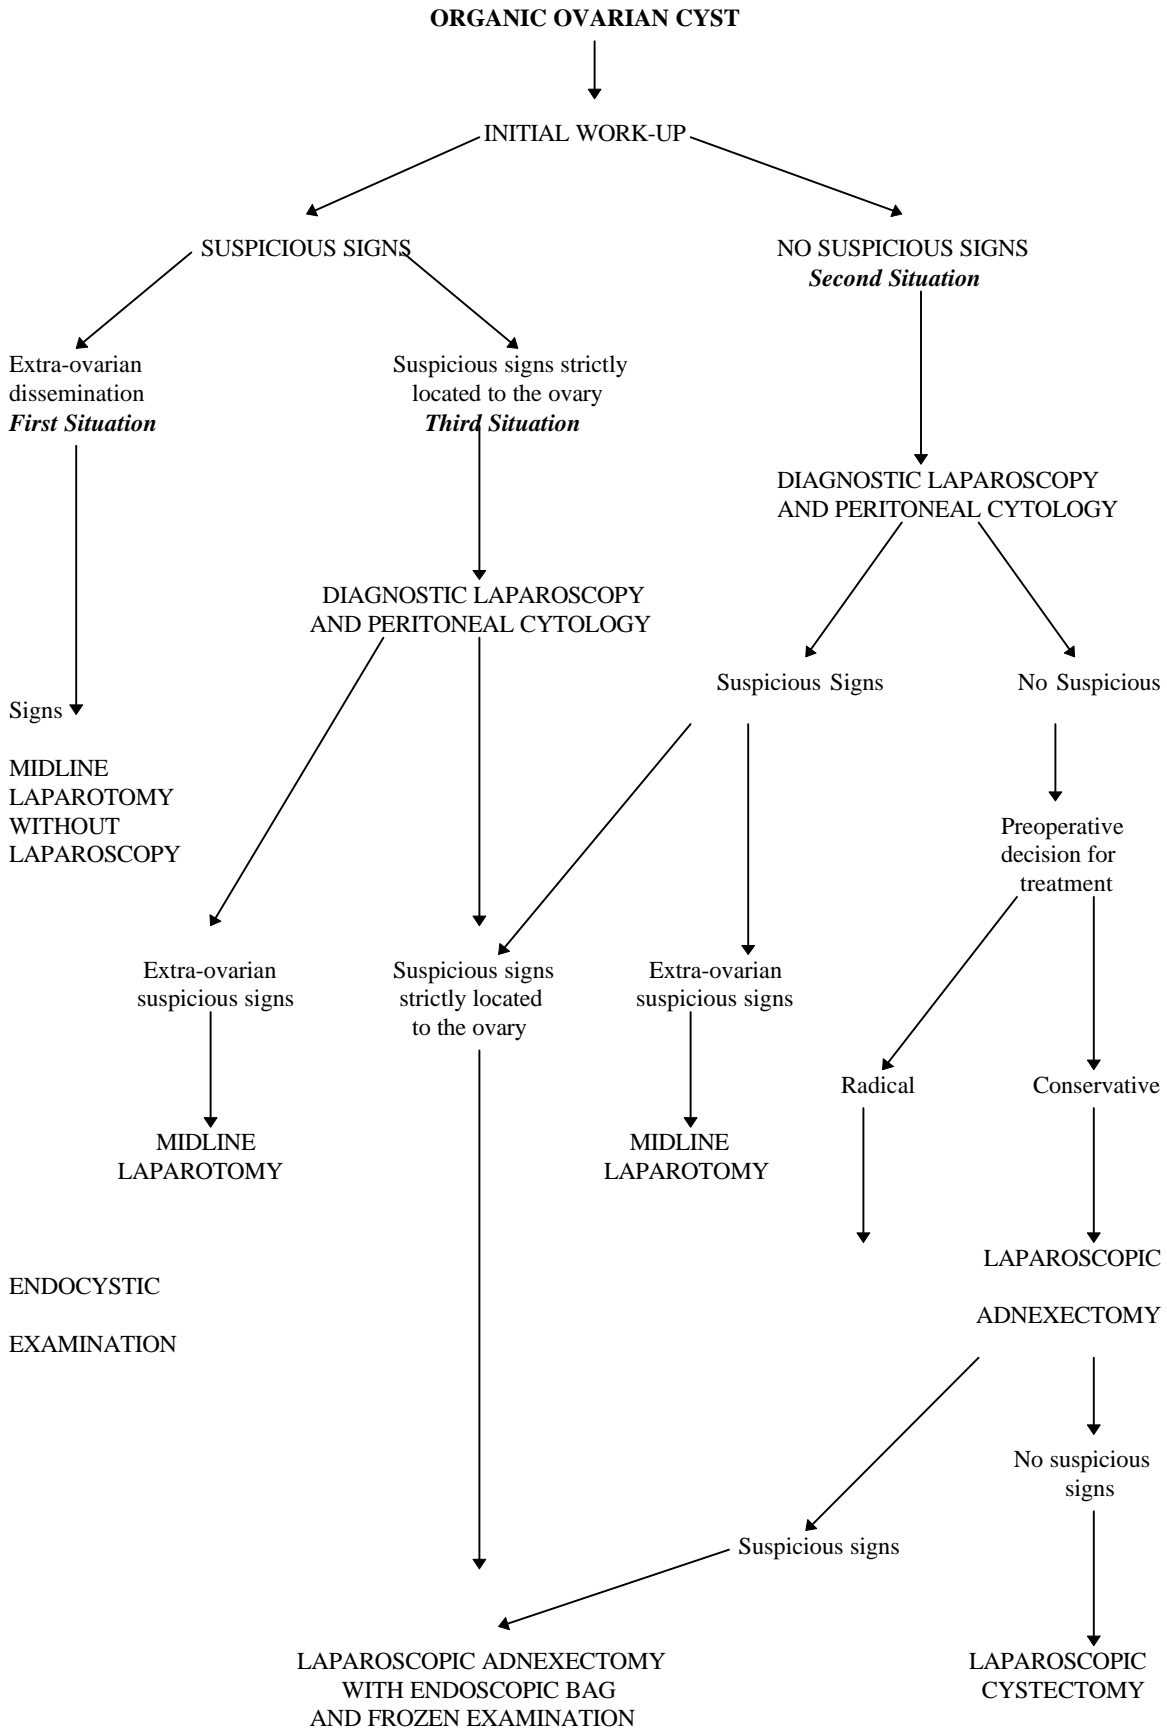 ORGANIC OVARIAN CYST
INITIAL WORK-UP
SUSPICIOUS SIGNS
NO SUSPICIOUS SIGNS
Second Situation
Extra-ovarian
dissemination
First Situation
Suspicious signs strictly
located to the ovary
Third Situation
DIAGNOSTIC LAPAROSCOPY
AND PERITONEAL CYTOLOGY
DIAGNOSTIC LAPAROSCOPY
AND PERITONEAL CYTOLOGY
Suspicious Signs
No Suspicious
Signs
MIDLINE
LAPAROTOMY
WITHOUT
LAPAROSCOPY
Preoperative
decision for
treatment
Extra-ovarian
suspicious signs
Suspicious signs
strictly located
to the ovary
Extra-ovarian
suspicious signs
Radical
Conservative
MIDLINE
LAPAROTOMY
MIDLINE
LAPAROTOMY
LAPAROSCOPIC
ENDOCYSTIC
ADNEXECTOMY
EXAMINATION
No suspicious
signs
Suspicious signs
LAPAROSCOPIC ADNEXECTOMY
WITH ENDOSCOPIC BAG
AND FROZEN EXAMINATION
LAPAROSCOPIC
CYSTECTOMY